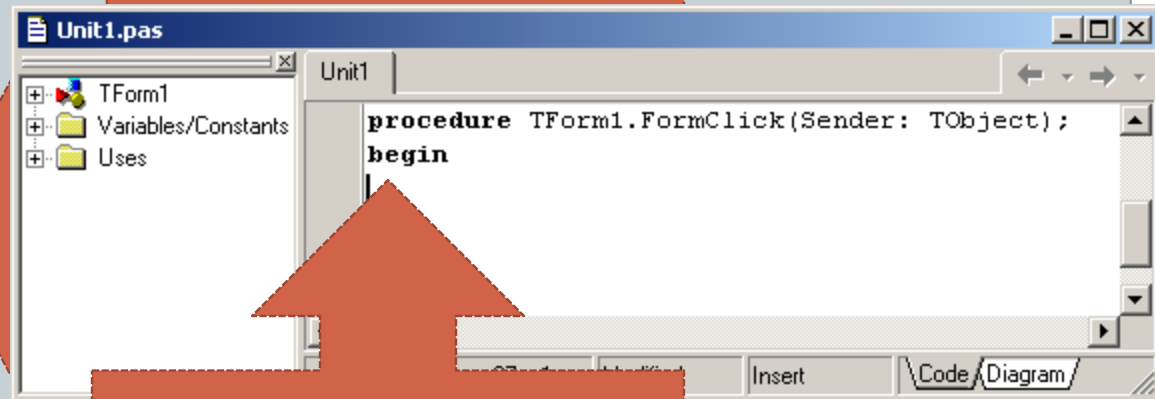 Unit1.pas
TForm1
Variables/Constants
Uses
Unit1
procedure TForm1.FormClick(Sender: TObject);
begin
Insert
Code
Diagram